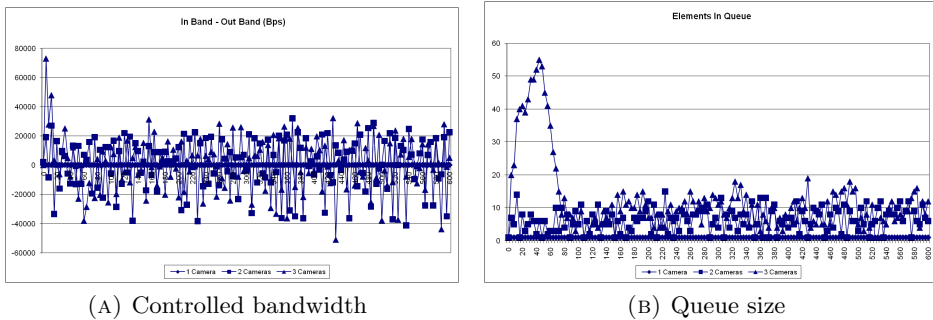 In Band - Out Band (Bps)
80000
60000
40000
20000
0
-20000
-40000
-60000
1 Camera 2 Cameras 3 Cameras
(A) Controlled bandwidth
Elements In Queue
60
50
40
30
20
10
0
0 20 40 60 80 100 120 140 160 180 200 220 240 260 280 300 320 340 360 380 400 420 440 460 480 500 520 540 560 580 600
1 Camera 2 Cameras 3 Cameras
(B) Queue size